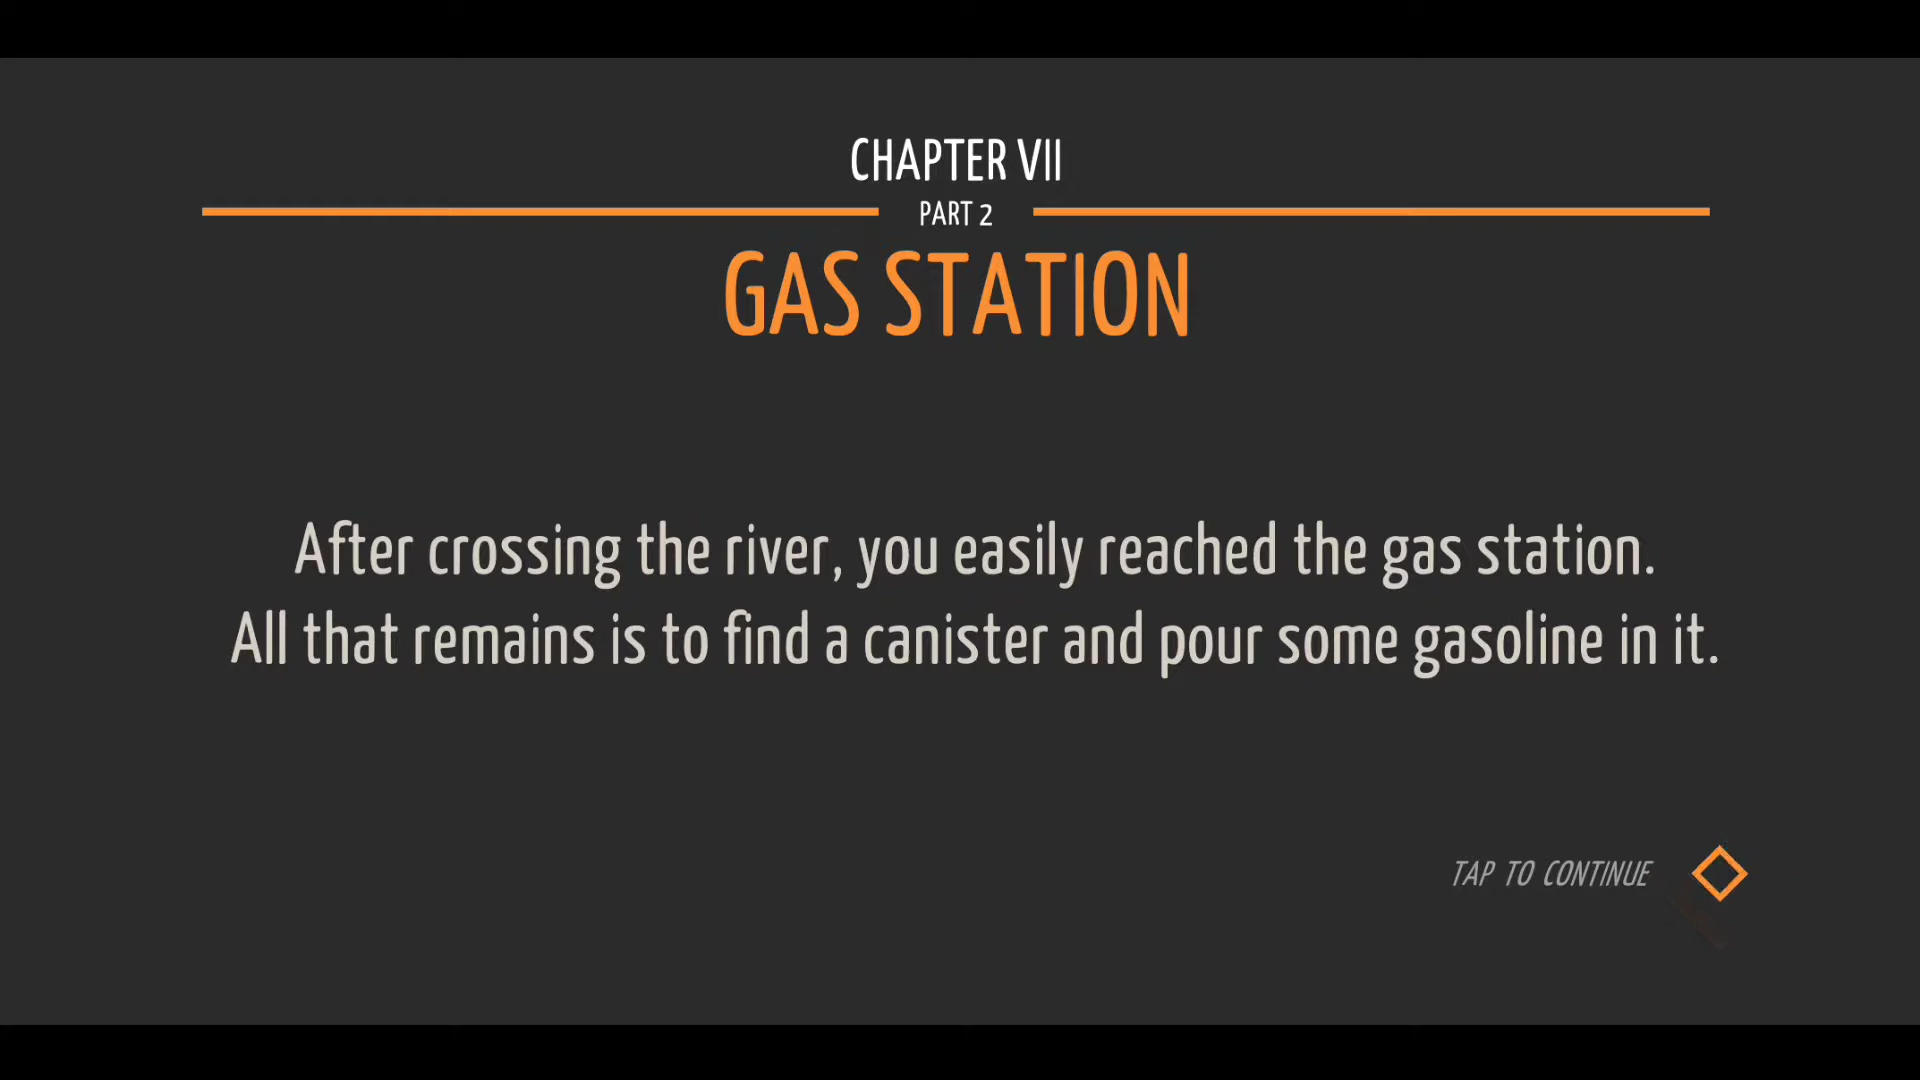 CHAPTER VII
PART 2
GAS STATION
After crossing the river, you easily reached the gas station.
All that remains is to find a canister and pour some gasoline in it.
TAP TO CONTINUE